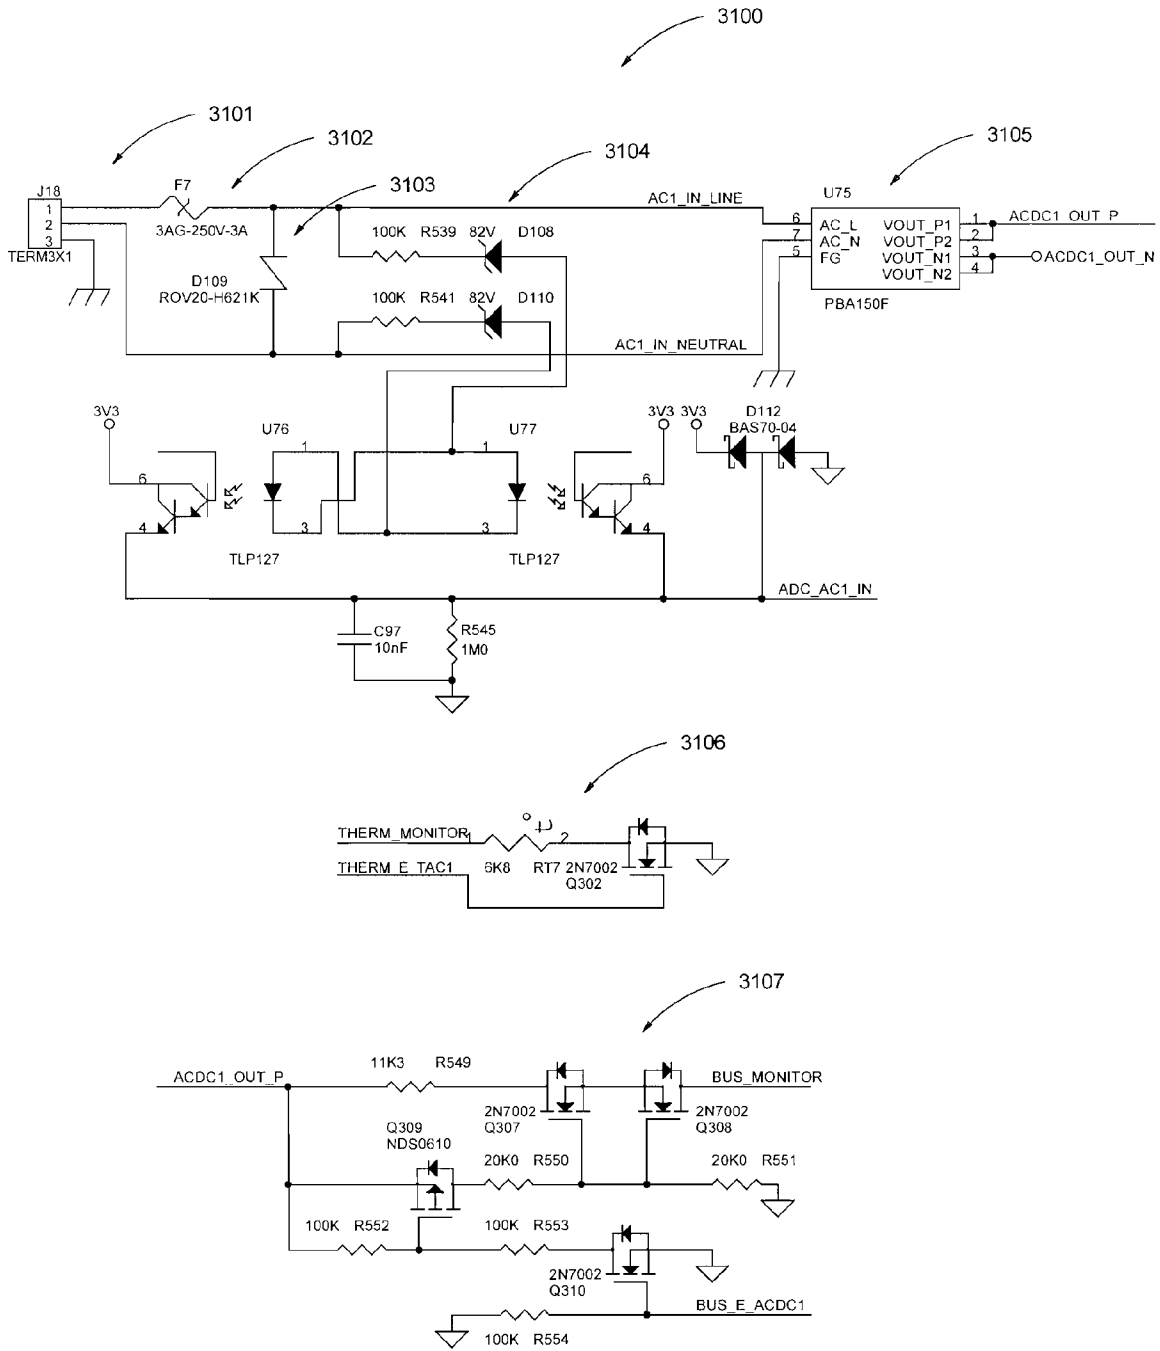 3100
3101
3102
3103
3104
3105
J18
1
2
3
TERM3X1
F7
3AG-250V-3A
D109
ROV20-H621K
100K R539 82V D108
100K R541 82V D110
AC1_IN_LINE
AC1_IN_NEUTRAL
U75
6 AC_L VOUT_P1 1
7 AC_N VOUT_P2 2
5 FG VOUT_N1 3
VOUT_N2 4
PBA150F
ACDC1_OUT_P
ACDC1_OUT_N
3V3
6
4
U76
1
3
TLP127
U77
1
3
TLP127
3V3
6
4
3V3
D112
BAS70-04
ADC_AC1_IN
C97
10nF
R545
1M0
3106
THERM_MONITOR
1
2
6K8 RT7
THERM_E_TAC1
2N7002
Q302
3107
ACDC1_OUT_P
11K3 R549
2N7002
Q307
2N7002
Q308
BUS_MONITOR
Q309
NDS0610
20K0 R550
20K0 R551
100K R552
100K R553
2N7002
Q310
BUS_E_ACDC1
100K R554